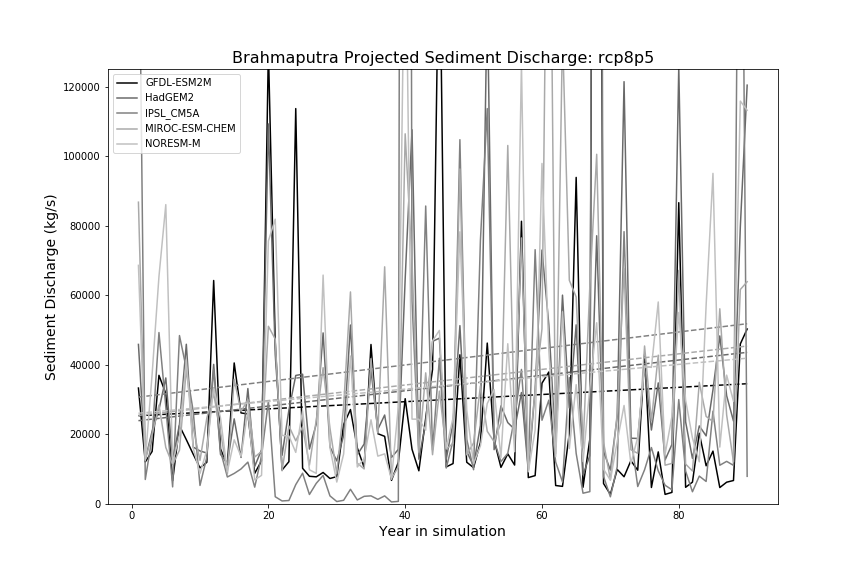 Brahmaputra Projected Sediment Discharge: rcp8p5
GFDL-ESM2M
HadGEM2
IPSL_CM5A
MIROC-ESM-CHEM
NORESM-M
Sediment Discharge (kg/s)
120000
100000
80000
60000
40000
20000
0
0 20 40 60 80
Year in simulation